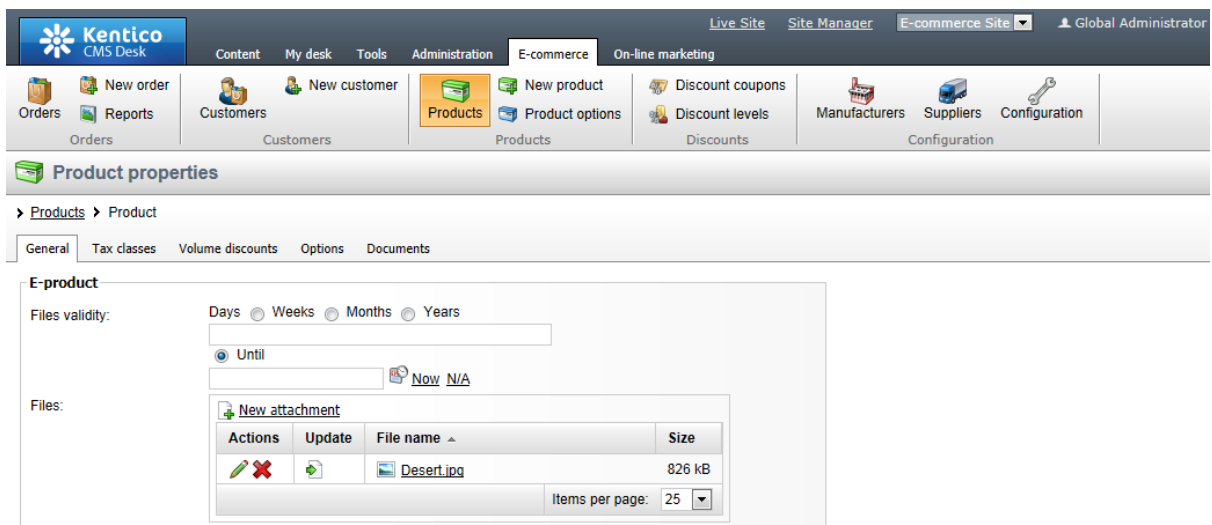 Live Site Site Manager E-commerce Site Global Administrator
Kentico
CMS Desk
Content My desk Tools Administration E-commerce On-line marketing
New order New customer New product Discount coupons
Orders Reports Customers Products Product options Discount levels Manufacturers Suppliers Configuration
Orders Customers Products Discounts Configuration
Product properties
Products Product
General Tax classes Volume discounts Options Documents
E-product
Files validity: Days Weeks Months Years
Until
Now N/A
Files: New attachment
Actions Update File name Size
Desert.jpg 826 kB
Items per page: 25